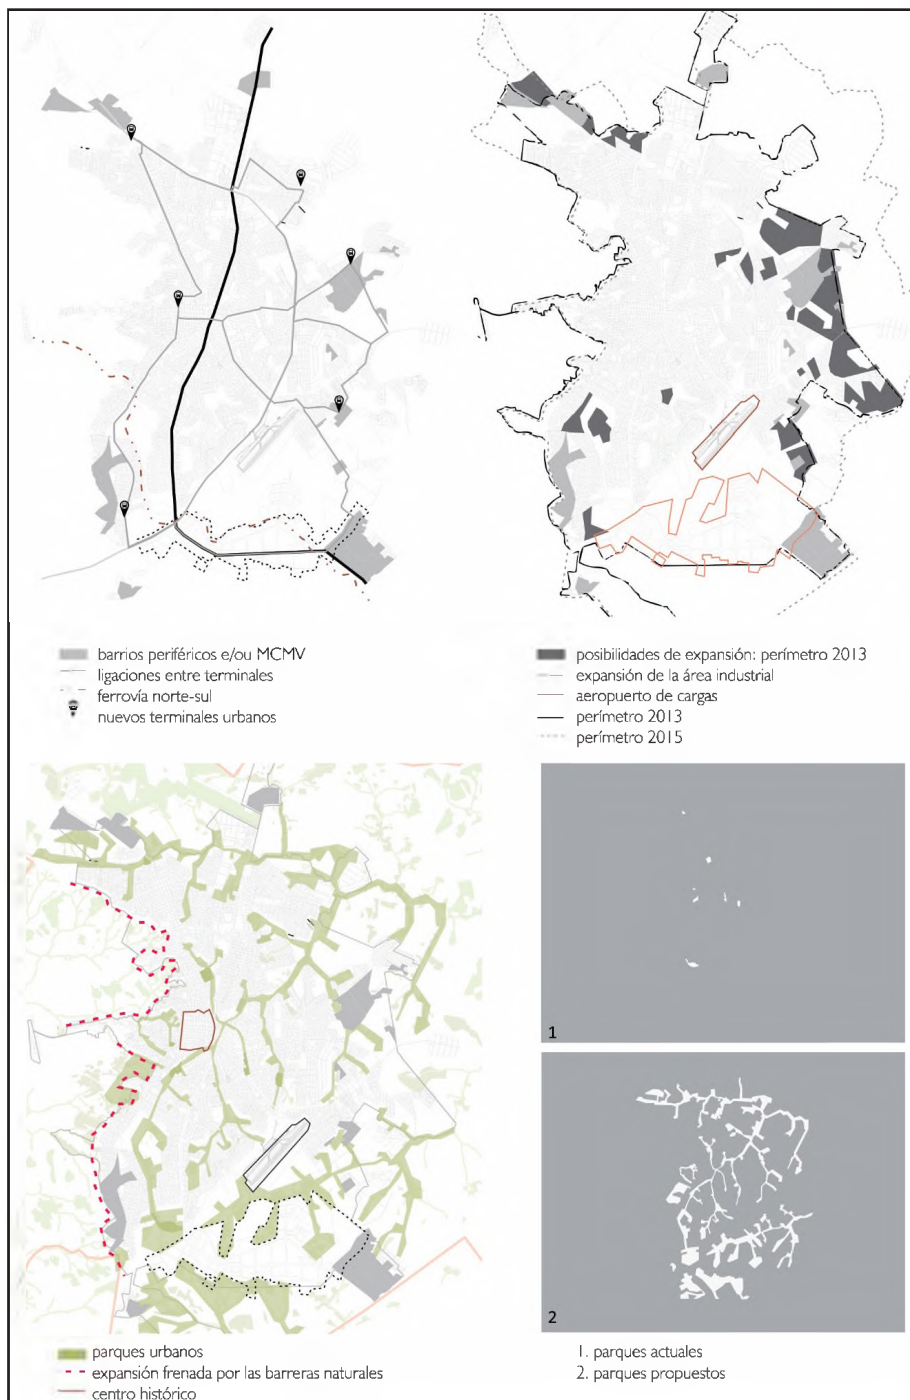 barrios periféricos e/ou MCMV
ligaciones entre terminales
ferrovía norte-sul
nuevos terminales urbanos
posibilidades de expansión: perímetro 2013
expansión de la área industrial
aeropuerto de cargas
perímetro 2013
perímetro 2015
1
2
parques urbanos
expansión frenada por las barreras naturales
centro histórico
1. parques actuales
2. parques propuestos